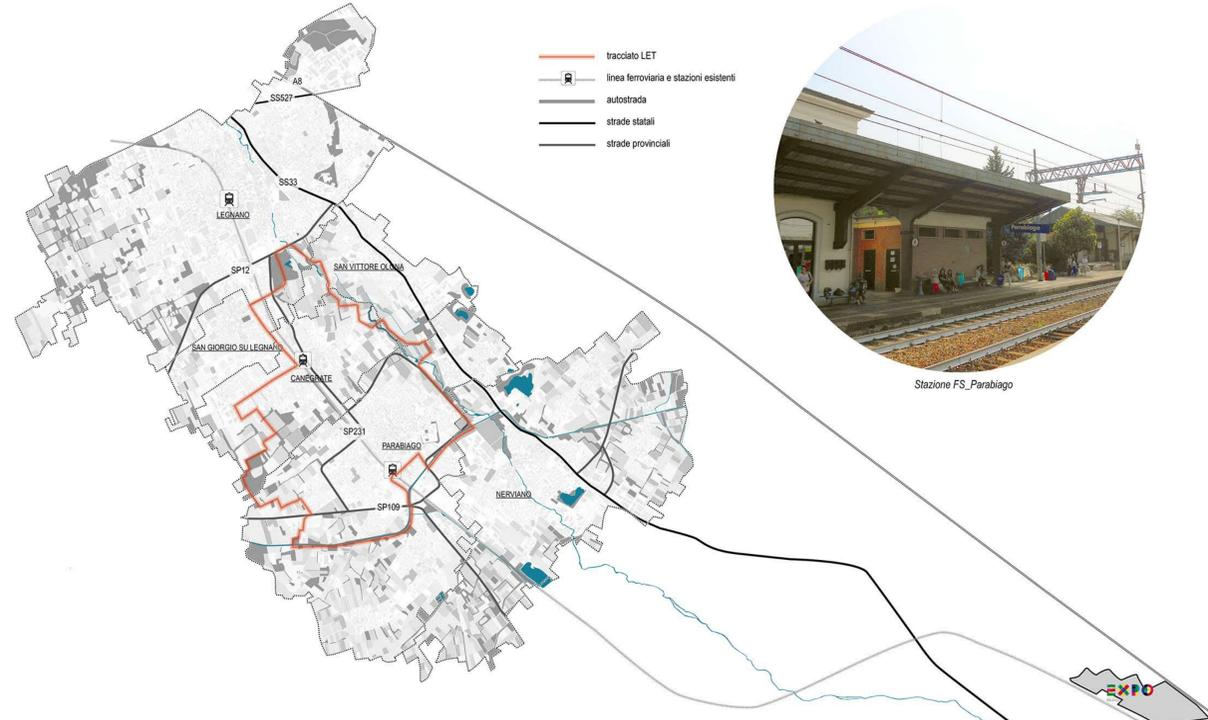 tracciato LET
linea ferroviaria e stazioni esistenti
autostrada
strade statali
strade provinciali
A8
SS527
SS33
LEGNANO
SP12
SAN VITTORE OLONA
SAN GIORGIO SU LEGNANO
CANEGRATE
SP231
PARABIAGO
NERVIANO
SP109
Parabiago
Stazione FS_Parabiago
EXPO